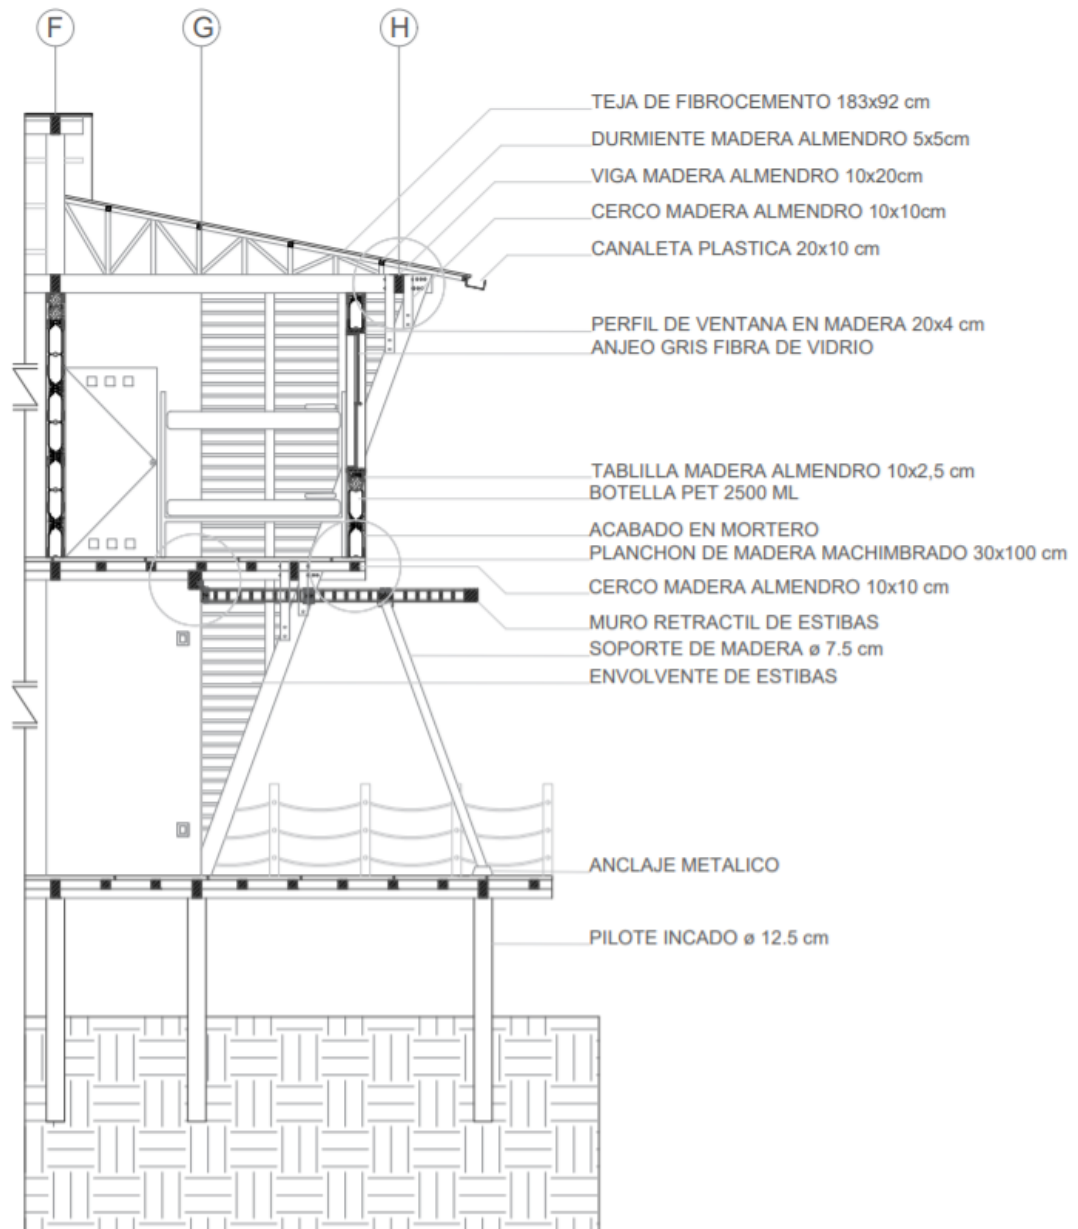 F
G
H
TEJA DE FIBROCEMENTO 183x92 cm
DURMIENTE MADERA ALMENDRO 5x5cm
VIGA MADERA ALMENDRO 10x20cm
CERCO MADERA ALMENDRO 10x10cm
CANALETA PLASTICA 20x10 cm
PERFIL DE VENTANA EN MADERA 20x4 cm
ANJEO GRIS FIBRA DE VIDRIO
TABLILLA MADERA ALMENDRO 10x2,5 cm
BOTELLA PET 2500 ML
ACABADO EN MORTERO
PLANCHON DE MADERA MACHIMBRADO 30x100 cm
CERCO MADERA ALMENDRO 10x10 cm
MURO RETRACTIL DE ESTIBAS
SOPORTE DE MADERA ø 7.5 cm
ENVOLVENTE DE ESTIBAS
ANCLAJE METALICO
PILOTE INCADO ø 12.5 cm